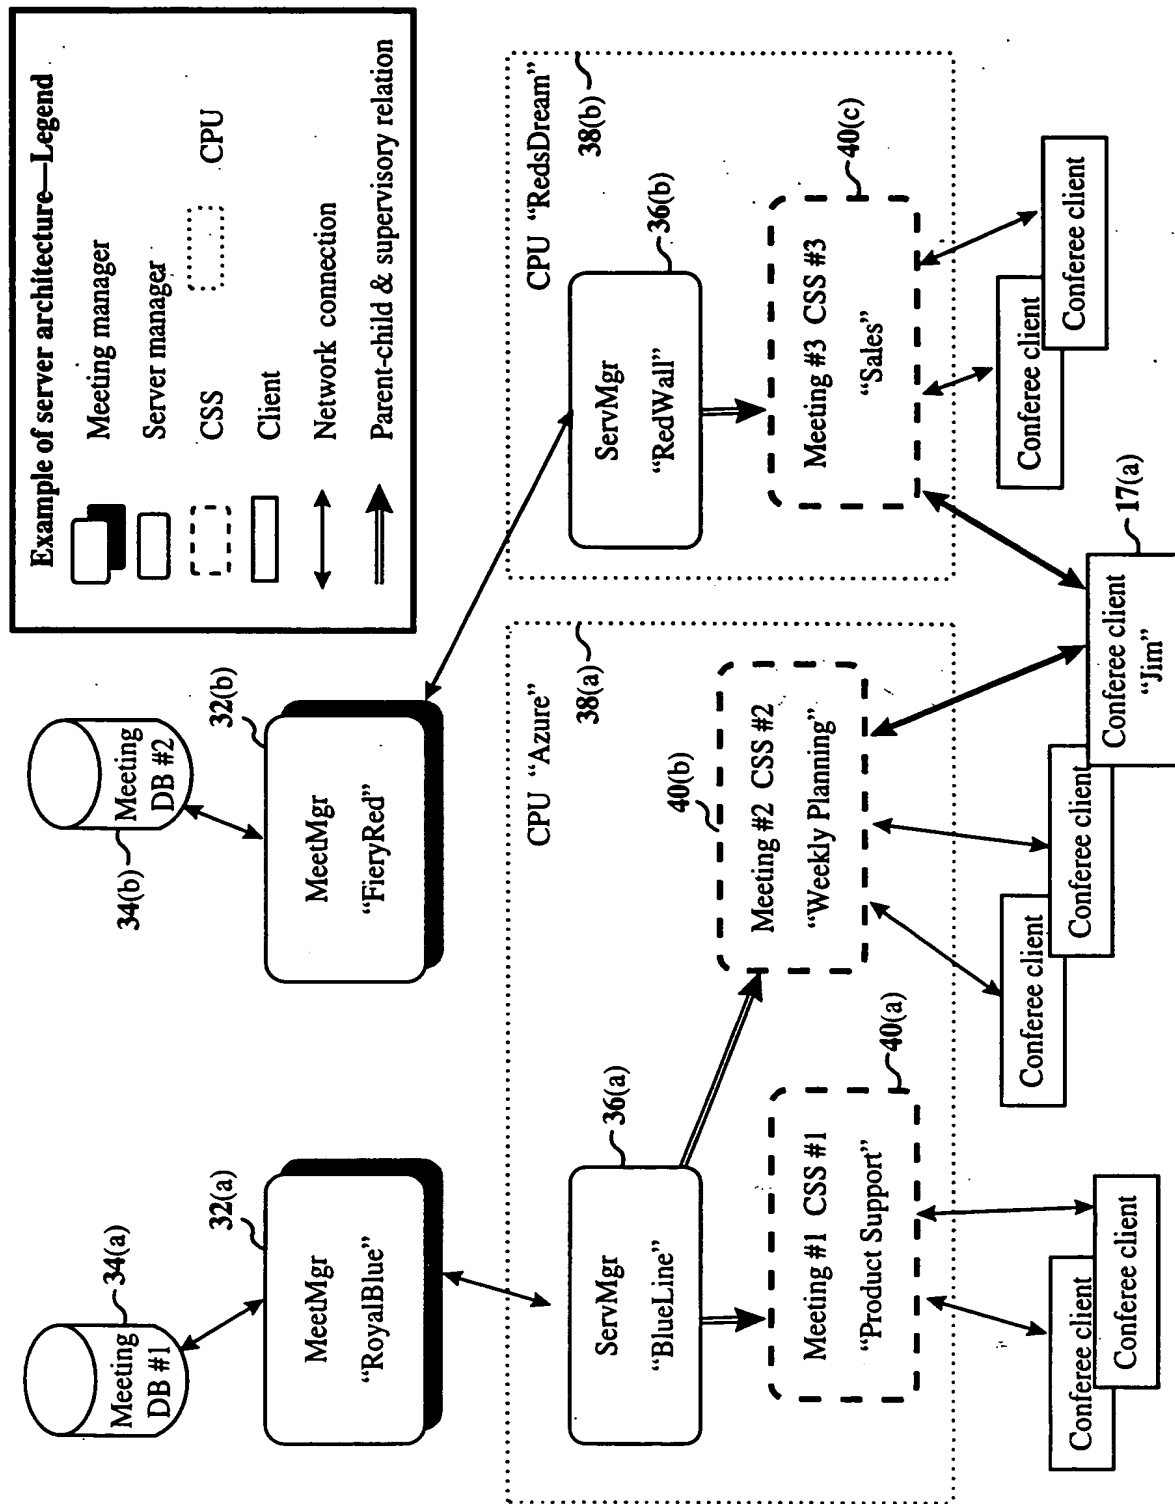 Example of server architecture—Legend
Meeting manager
Server manager
CSS
CPU
Client
Network connection
Parent-child & supervisory relation
34(a)
Meeting
DB #1
34(b)
Meeting
DB #2
32(a)
MeetMgr
“RoyalBlue”
32(b)
MeetMgr
“FieryRed”
CPU “Azure”
38(a)
CPU “RedsDream”
38(b)
36(a)
ServMgr
“BlueLine”
36(b)
ServMgr
“RedWall”
40(b)
Meeting #2 CSS #2
“Weekly Planning”
Meeting #1 CSS #1
“Product Support”
40(a)
Meeting #3 CSS #3
“Sales”
40(c)
Conferee client
Conferee client
Conferee client
Conferee client
Conferee client
“Jim”
17(a)
Conferee client
Conferee client